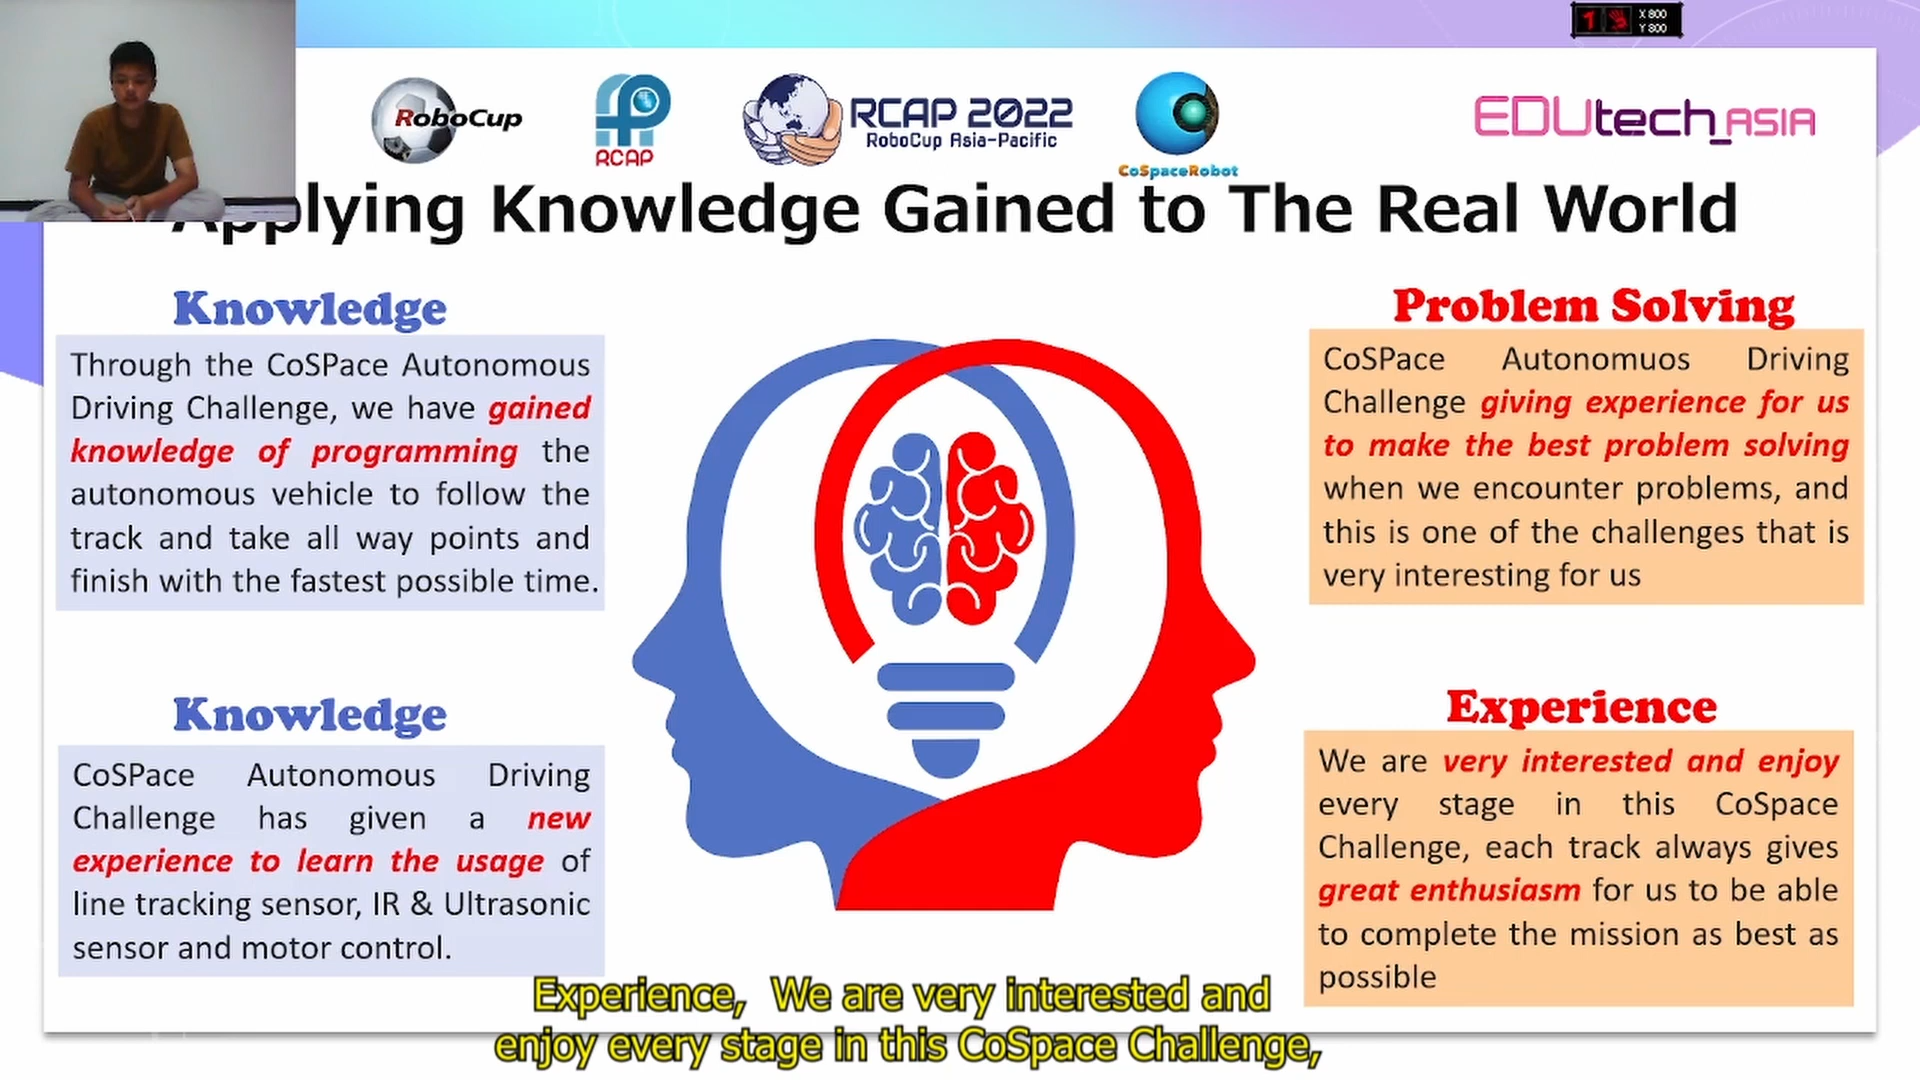 X 800
Y 800
RoboCup
RCAP
RCAP 2022
RoboCup Asia-Pacific
CoSpaceRobot
EDUtech_ASIA
Applying Knowledge Gained to The Real World
Knowledge
Through the CoSPace Autonomous
Driving Challenge, we have gained
knowledge of programming the
autonomous vehicle to follow the
track and take all way points and
finish with the fastest possible time.
Knowledge
CoSPace Autonomous Driving
Challenge has given a new
experience to learn the usage of
line tracking sensor, IR & Ultrasonic
sensor and motor control.
Problem Solving
CoSPace Autonomuos Driving
Challenge giving experience for us
to make the best problem solving
when we encounter problems, and
this is one of the challenges that is
very interesting for us
Experience
We are very interested and enjoy
every stage in this CoSpace
Challenge, each track always gives
great enthusiasm for us to be able
to complete the mission as best as
possible
Experience, We are very interested and
enjoy every stage in this CoSpace Challenge,